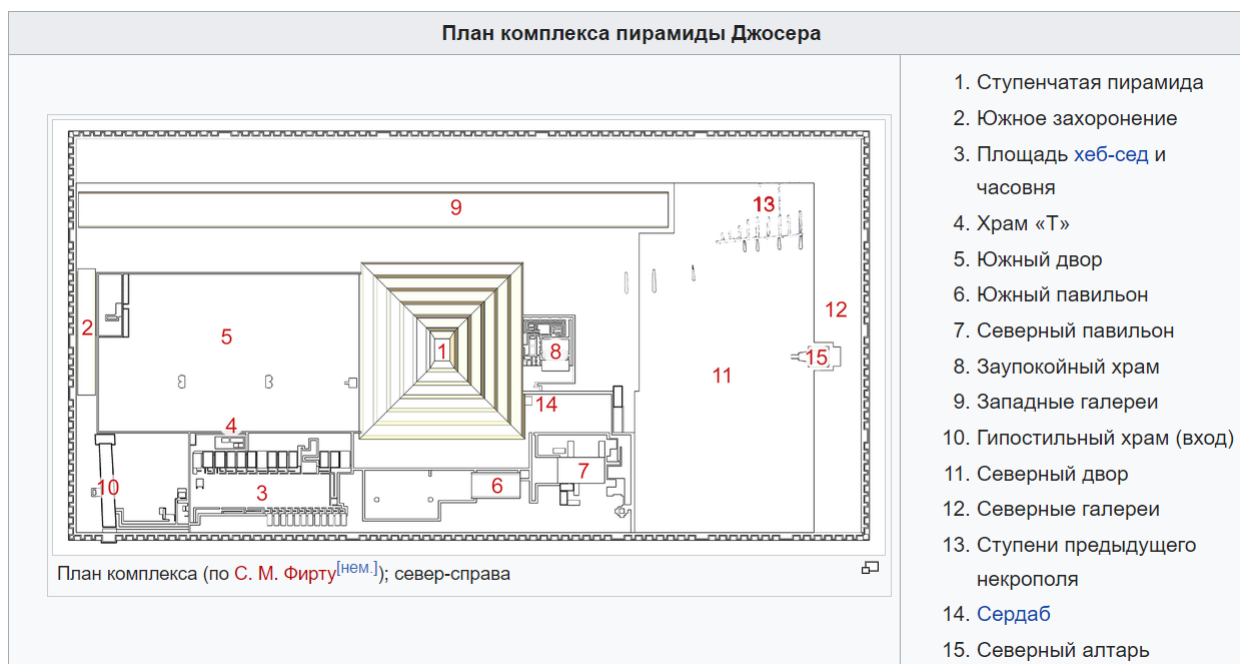 План комплекса пирамиды Джосера
9
13
2
5
1
8
12
15
11
14
4
7
10
3
6
План комплекса (по С. М. Фирту[нем.]); север-справа
1. Ступенчатая пирамида
2. Южное захоронение
3. Площадь хеб-сед и
часовня
4. Храм «Т»
5. Южный двор
6. Южный павильон
7. Северный павильон
8. Заупокойный храм
9. Западные галереи
10. Гипостильный храм (вход)
11. Северный двор
12. Северные галереи
13. Ступени предыдущего
некрополя
14. Сердаб
15. Северный алтарь